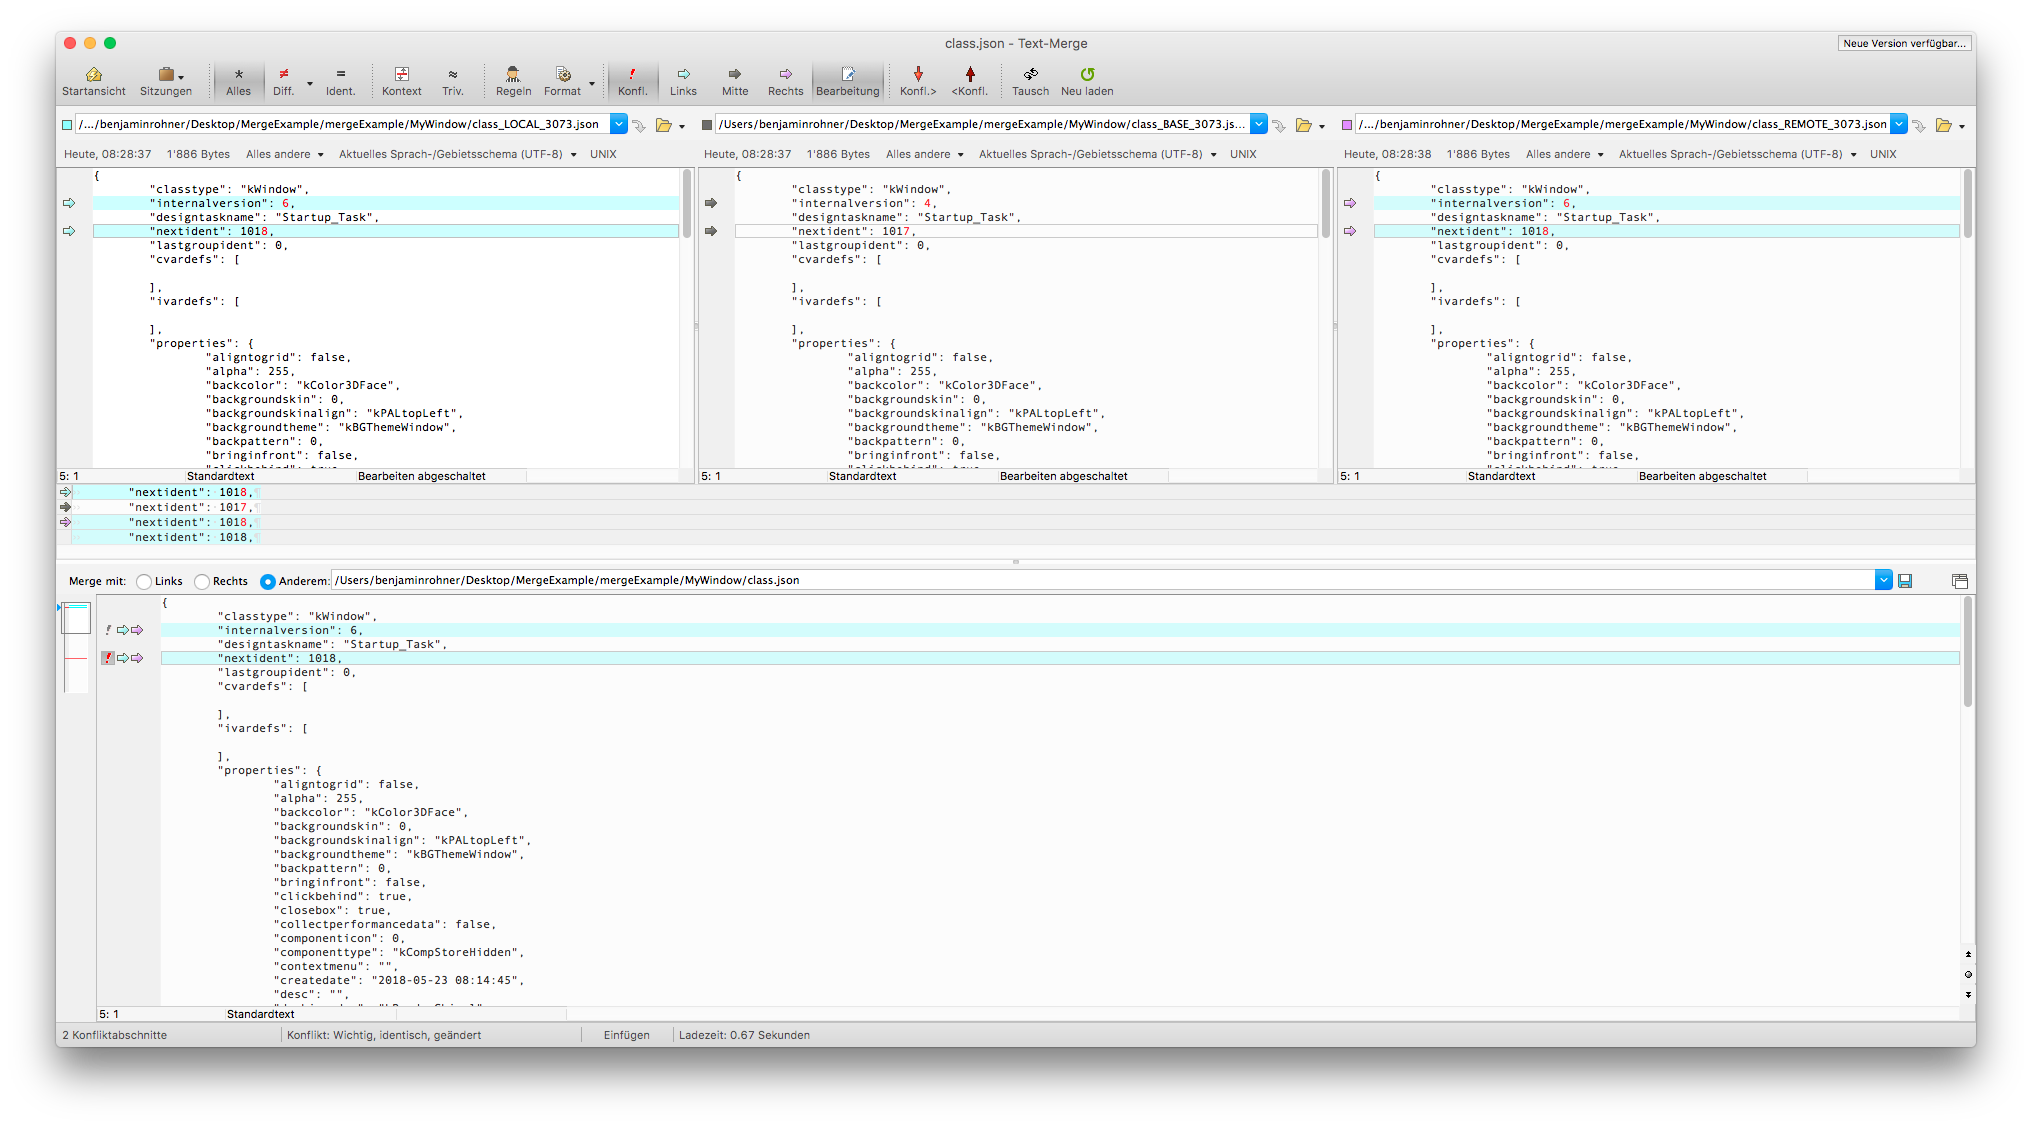 class.json - Text-Merge
Neue Version verfügbar...
Startansicht Sitzungen Alles Diff. Ident. Kontext Triv. Regeln Format Konfl. Links Mitte Rechts Bearbeitung Konfl.> <Konfl. Tausch Neu laden
/.../benjaminrohner/Desktop/MergeExample/mergeExample/MyWindow/class_LOCAL_3073.json
/Users/benjaminrohner/Desktop/MergeExample/mergeExample/MyWindow/class_BASE_3073.js...
/.../benjaminrohner/Desktop/MergeExample/mergeExample/MyWindow/class_REMOTE_3073.json
Heute, 08:28:37 1'886 Bytes Alles andere Aktuelles Sprach-/Gebietsschema (UTF-8) UNIX
Heute, 08:28:37 1'886 Bytes Alles andere Aktuelles Sprach-/Gebietsschema (UTF-8) UNIX
Heute, 08:28:38 1'886 Bytes Alles andere Aktuelles Sprach-/Gebietsschema (UTF-8) UNIX
{
"classtype": "kWindow",
"internalversion": 6,
"designtaskname": "Startup_Task",
"nextident": 1018,
"lastgroupident": 0,
"cvardefs": [
],
"ivardefs": [
],
"properties": {
"aligntogrid": false,
"alpha": 255,
"backcolor": "kColor3DFace",
"backgroundskin": 0,
"backgroundskinalign": "kPALtopLeft",
"backgroundtheme": "kBGThemeWindow",
"backpattern": 0,
"bringinfront": false,
"clickbehind": true,
5: 1 Standardtext Bearbeiten abgeschaltet
{
"classtype": "kWindow",
"internalversion": 4,
"designtaskname": "Startup_Task",
"nextident": 1017,
"lastgroupident": 0,
"cvardefs": [
],
"ivardefs": [
],
"properties": {
"aligntogrid": false,
"alpha": 255,
"backcolor": "kColor3DFace",
"backgroundskin": 0,
"backgroundskinalign": "kPALtopLeft",
"backgroundtheme": "kBGThemeWindow",
"backpattern": 0,
"bringinfront": false,
"clickbehind": true,
5: 1 Standardtext Bearbeiten abgeschaltet
{
"classtype": "kWindow",
"internalversion": 6,
"designtaskname": "Startup_Task",
"nextident": 1018,
"lastgroupident": 0,
"cvardefs": [
],
"ivardefs": [
],
"properties": {
"aligntogrid": false,
"alpha": 255,
"backcolor": "kColor3DFace",
"backgroundskin": 0,
"backgroundskinalign": "kPALtopLeft",
"backgroundtheme": "kBGThemeWindow",
"backpattern": 0,
"bringinfront": false,
"clickbehind": true,
5: 1 Standardtext Bearbeiten abgeschaltet
"nextident": 1018,¶
"nextident": 1017,¶
"nextident": 1018,¶
"nextident": 1018,¶
Merge mit: Links Rechts Anderem: /Users/benjaminrohner/Desktop/MergeExample/mergeExample/MyWindow/class.json
{
"classtype": "kWindow",
"internalversion": 6,
"designtaskname": "Startup_Task",
"nextident": 1018,
"lastgroupident": 0,
"cvardefs": [
],
"ivardefs": [
],
"properties": {
"aligntogrid": false,
"alpha": 255,
"backcolor": "kColor3DFace",
"backgroundskin": 0,
"backgroundskinalign": "kPALtopLeft",
"backgroundtheme": "kBGThemeWindow",
"backpattern": 0,
"bringinfront": false,
"clickbehind": true,
"closebox": true,
"collectperformancedata": false,
"componenticon": 0,
"componenttype": "kCompStoreHidden",
"contextmenu": "",
"createdate": "2018-05-23 08:14:45",
"desc": "",
5: 1 Standardtext
2 Konfliktabschnitte Konflikt: Wichtig, identisch, geändert Einfügen Ladezeit: 0.67 Sekunden